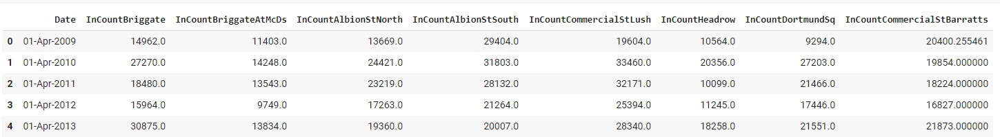 Date InCountBriggate InCountBriggateAtMcDs InCountAlbionStNorth InCountAlbionStSouth InCountCommercialStLush InCountHeadrow InCountDortmundSq InCountCommercialStBarratts
0 01-Apr-2009 14962.0 11403.0 13669.0 29404.0 19604.0 10564.0 9294.0 20400.255461
1 01-Apr-2010 27270.0 14248.0 24421.0 31803.0 33460.0 20356.0 27203.0 19854.000000
2 01-Apr-2011 18480.0 13543.0 23219.0 28132.0 32171.0 10099.0 21466.0 18224.000000
3 01-Apr-2012 15964.0 9749.0 17263.0 21264.0 25394.0 11245.0 17446.0 16827.000000
4 01-Apr-2013 30875.0 13834.0 19360.0 20007.0 28340.0 18258.0 21551.0 21873.000000